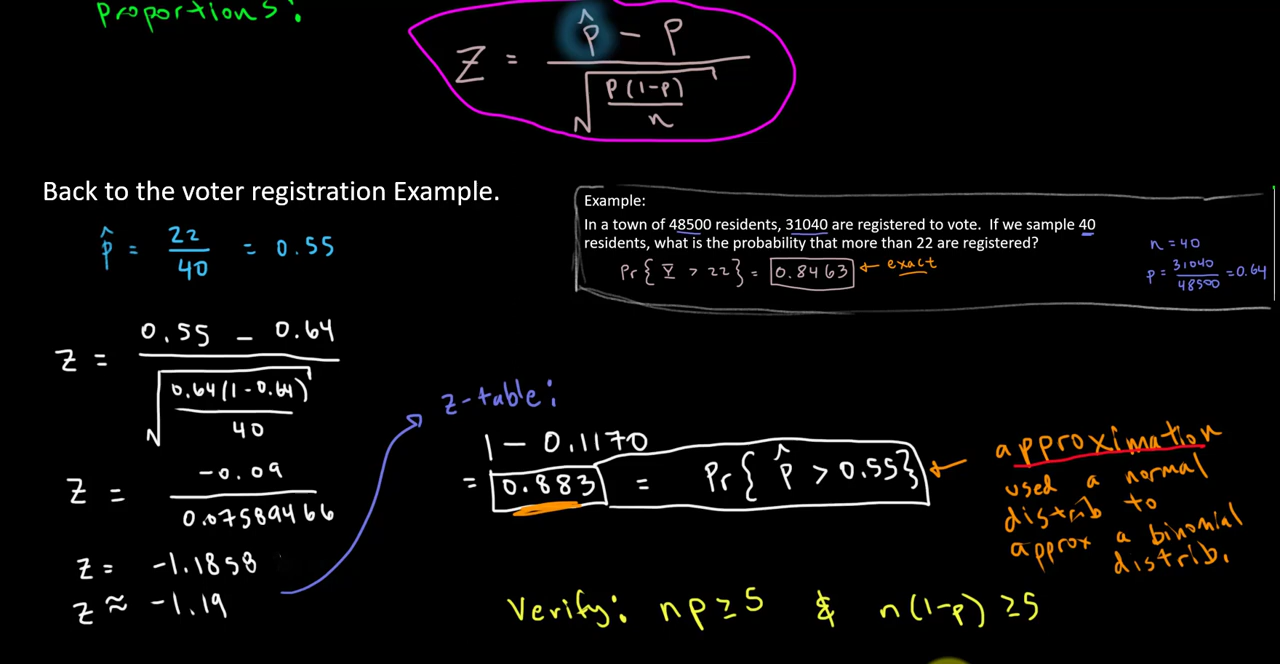 proportions:
Z = p̂ - p / √(p(1-p)/n)
Back to the voter registration Example.
p̂ = 22/40 = 0.55
Example:
In a town of 48500 residents, 31040 are registered to vote. If we sample 40
residents, what is the probability that more than 22 are registered?
Pr{ Y > 22} = 0.8463 ← exact
n = 40
p = 31040/48500 = 0.64
Z = 0.55 - 0.64 / √(0.64(1-0.64)/40)
Z = -0.09 / 0.07589466
Z = -1.1858
Z ≈ -1.19
Z-table:
1 - 0.1170
= 0.883 = Pr{ p̂ > 0.55}
approximation
used a normal
distrib to
approx a binomial
distrib.
Verify: np ≥ 5 & n(1-p) ≥ 5